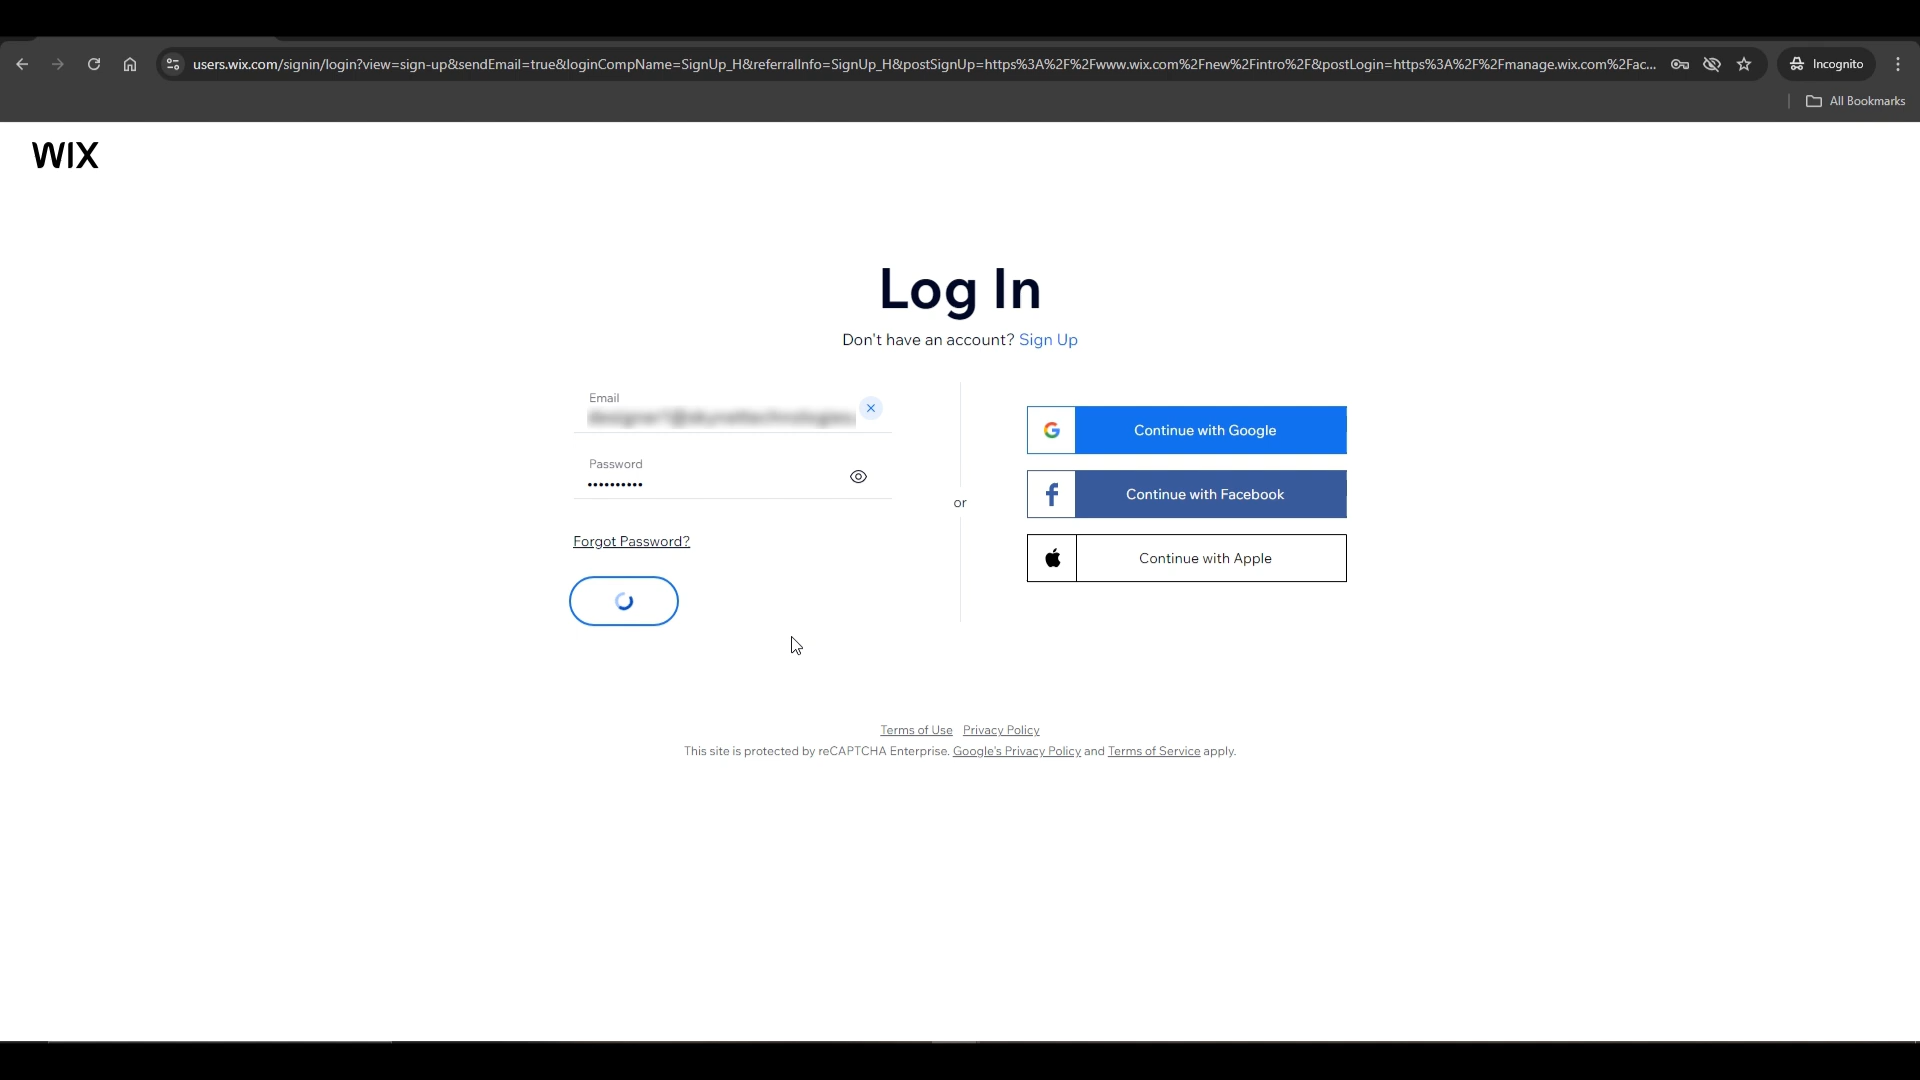 users.wix.com/signin/login?view=sign-up&sendEmail=true&loginCompName=SignUp_H&referralInfo=SignUp_H&postSignUp=https%3A%2F%2Fwww.wix.com%2Fnew%2Fintro%2F&postLogin=https%3A%2F%2Fmanage.wix.com%2Fac...
Incognito
All Bookmarks
WIX
Log In
Don't have an account? Sign Up
Email
Password
••••••••••
Forgot Password?
or
Continue with Google
Continue with Facebook
Continue with Apple
Terms of Use Privacy Policy
This site is protected by reCAPTCHA Enterprise. Google's Privacy Policy and Terms of Service apply.